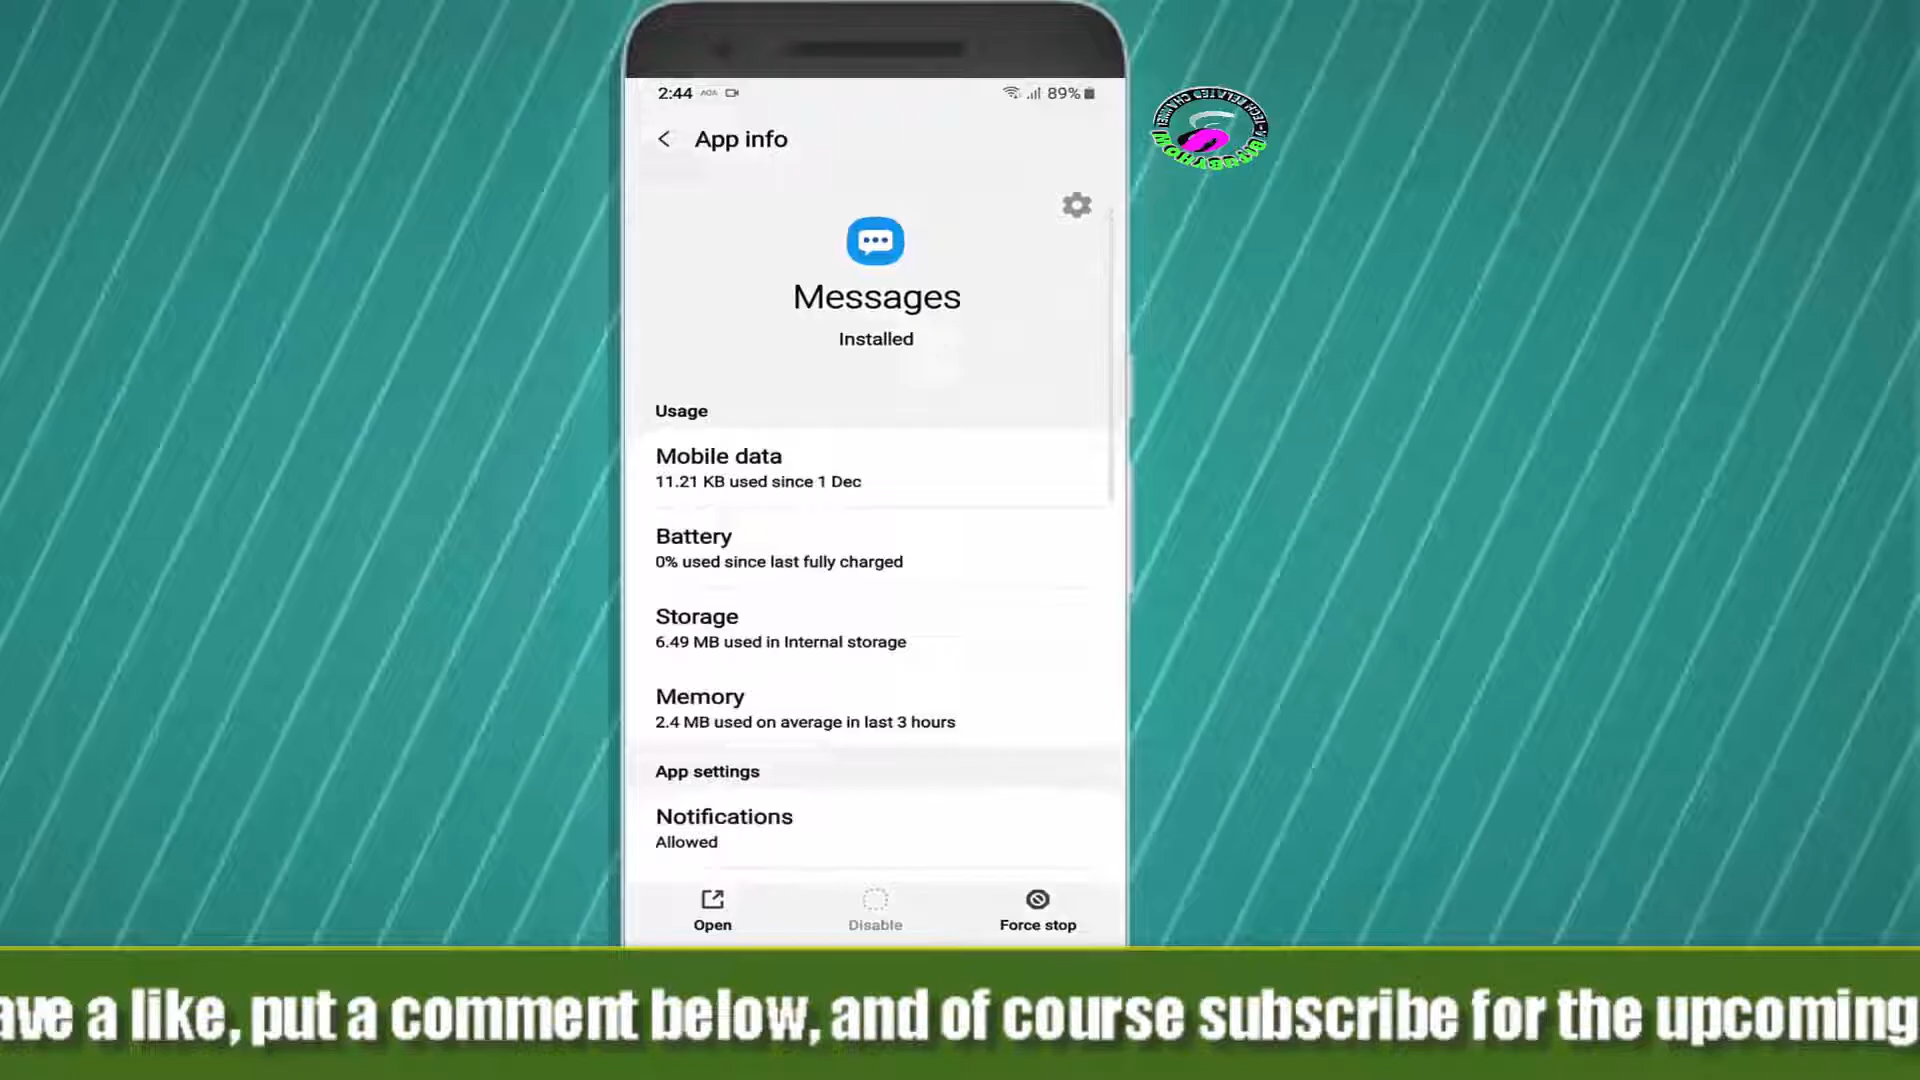 2:44 89%
App info
Messages
Installed
Usage
Mobile data
11.21 KB used since 1 Dec
Battery
0% used since last fully charged
Storage
6.49 MB used in Internal storage
Memory
2.4 MB used on average in last 3 hours
App settings
Notifications
Allowed
Open Disable Force stop
ave a like, put a comment below, and of course subscribe for the upcoming